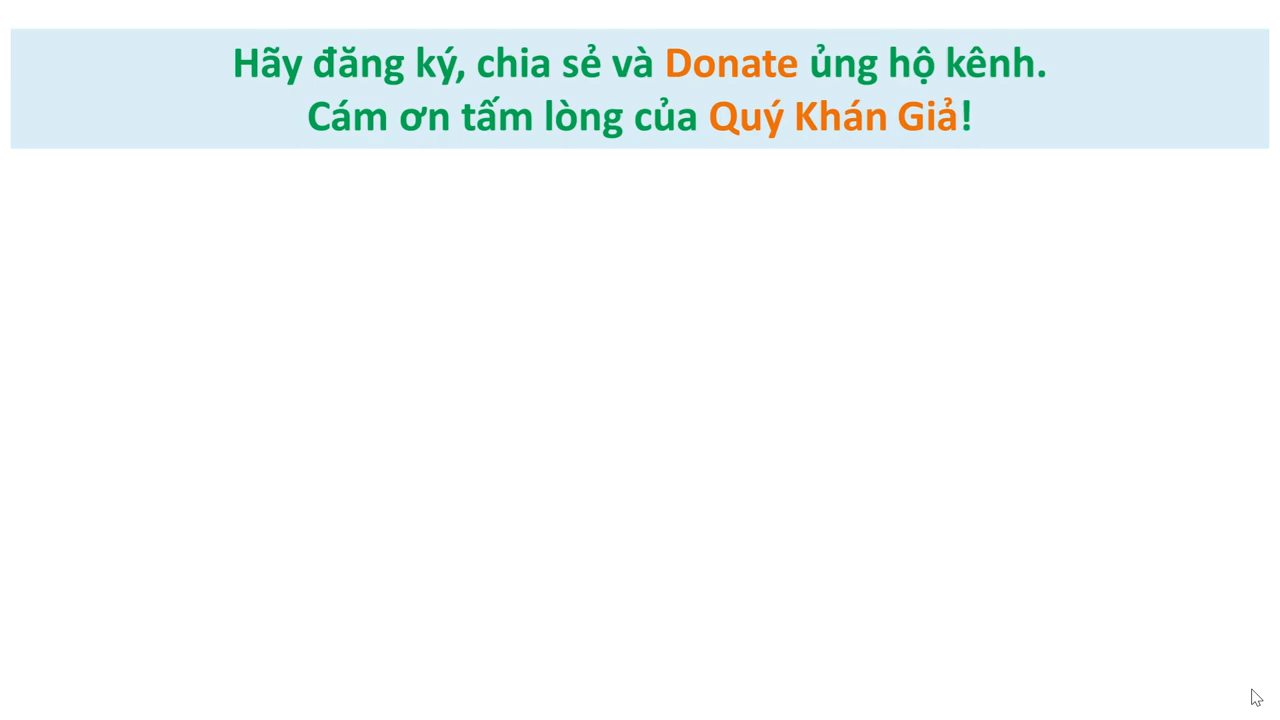 Hãy đăng ký, chia sẻ và Donate ủng hộ kênh.
Cám ơn tấm lòng của Quý Khán Giả!